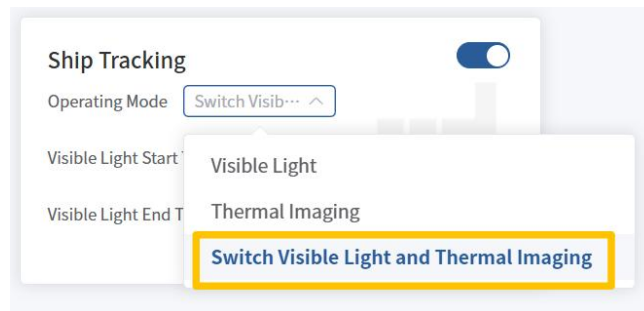 Ship Tracking
Operating Mode Switch Visib···
Visible Light Start
Visible Light
Visible Light End T
Thermal Imaging
Switch Visible Light and Thermal Imaging